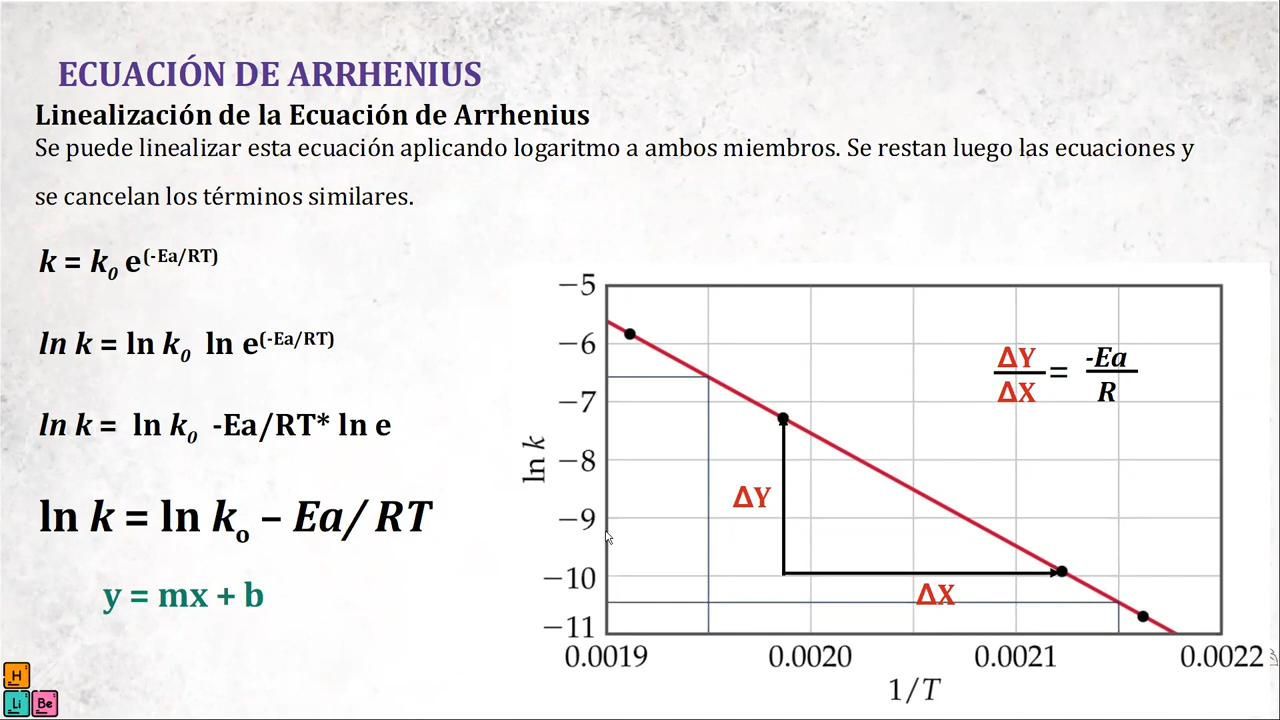 ECUACIÓN DE ARRHENIUS
Linealización de la Ecuación de Arrhenius
Se puede linealizar esta ecuación aplicando logaritmo a ambos miembros. Se restan luego las ecuaciones y
se cancelan los términos similares.
k = k₀ e^(-Ea/RT)
ln k = ln k₀ ln e^(-Ea/RT)
ln k = ln k₀ -Ea/RT* ln e
ln k = ln kₒ – Ea/ RT
y = mx + b
−5
−6
−7
−8
−9
−10
−11
ln k
ΔY
ΔX
ΔY/ΔX = -Ea/R
0.0019 0.0020 0.0021 0.0022
1/T
H
Li Be